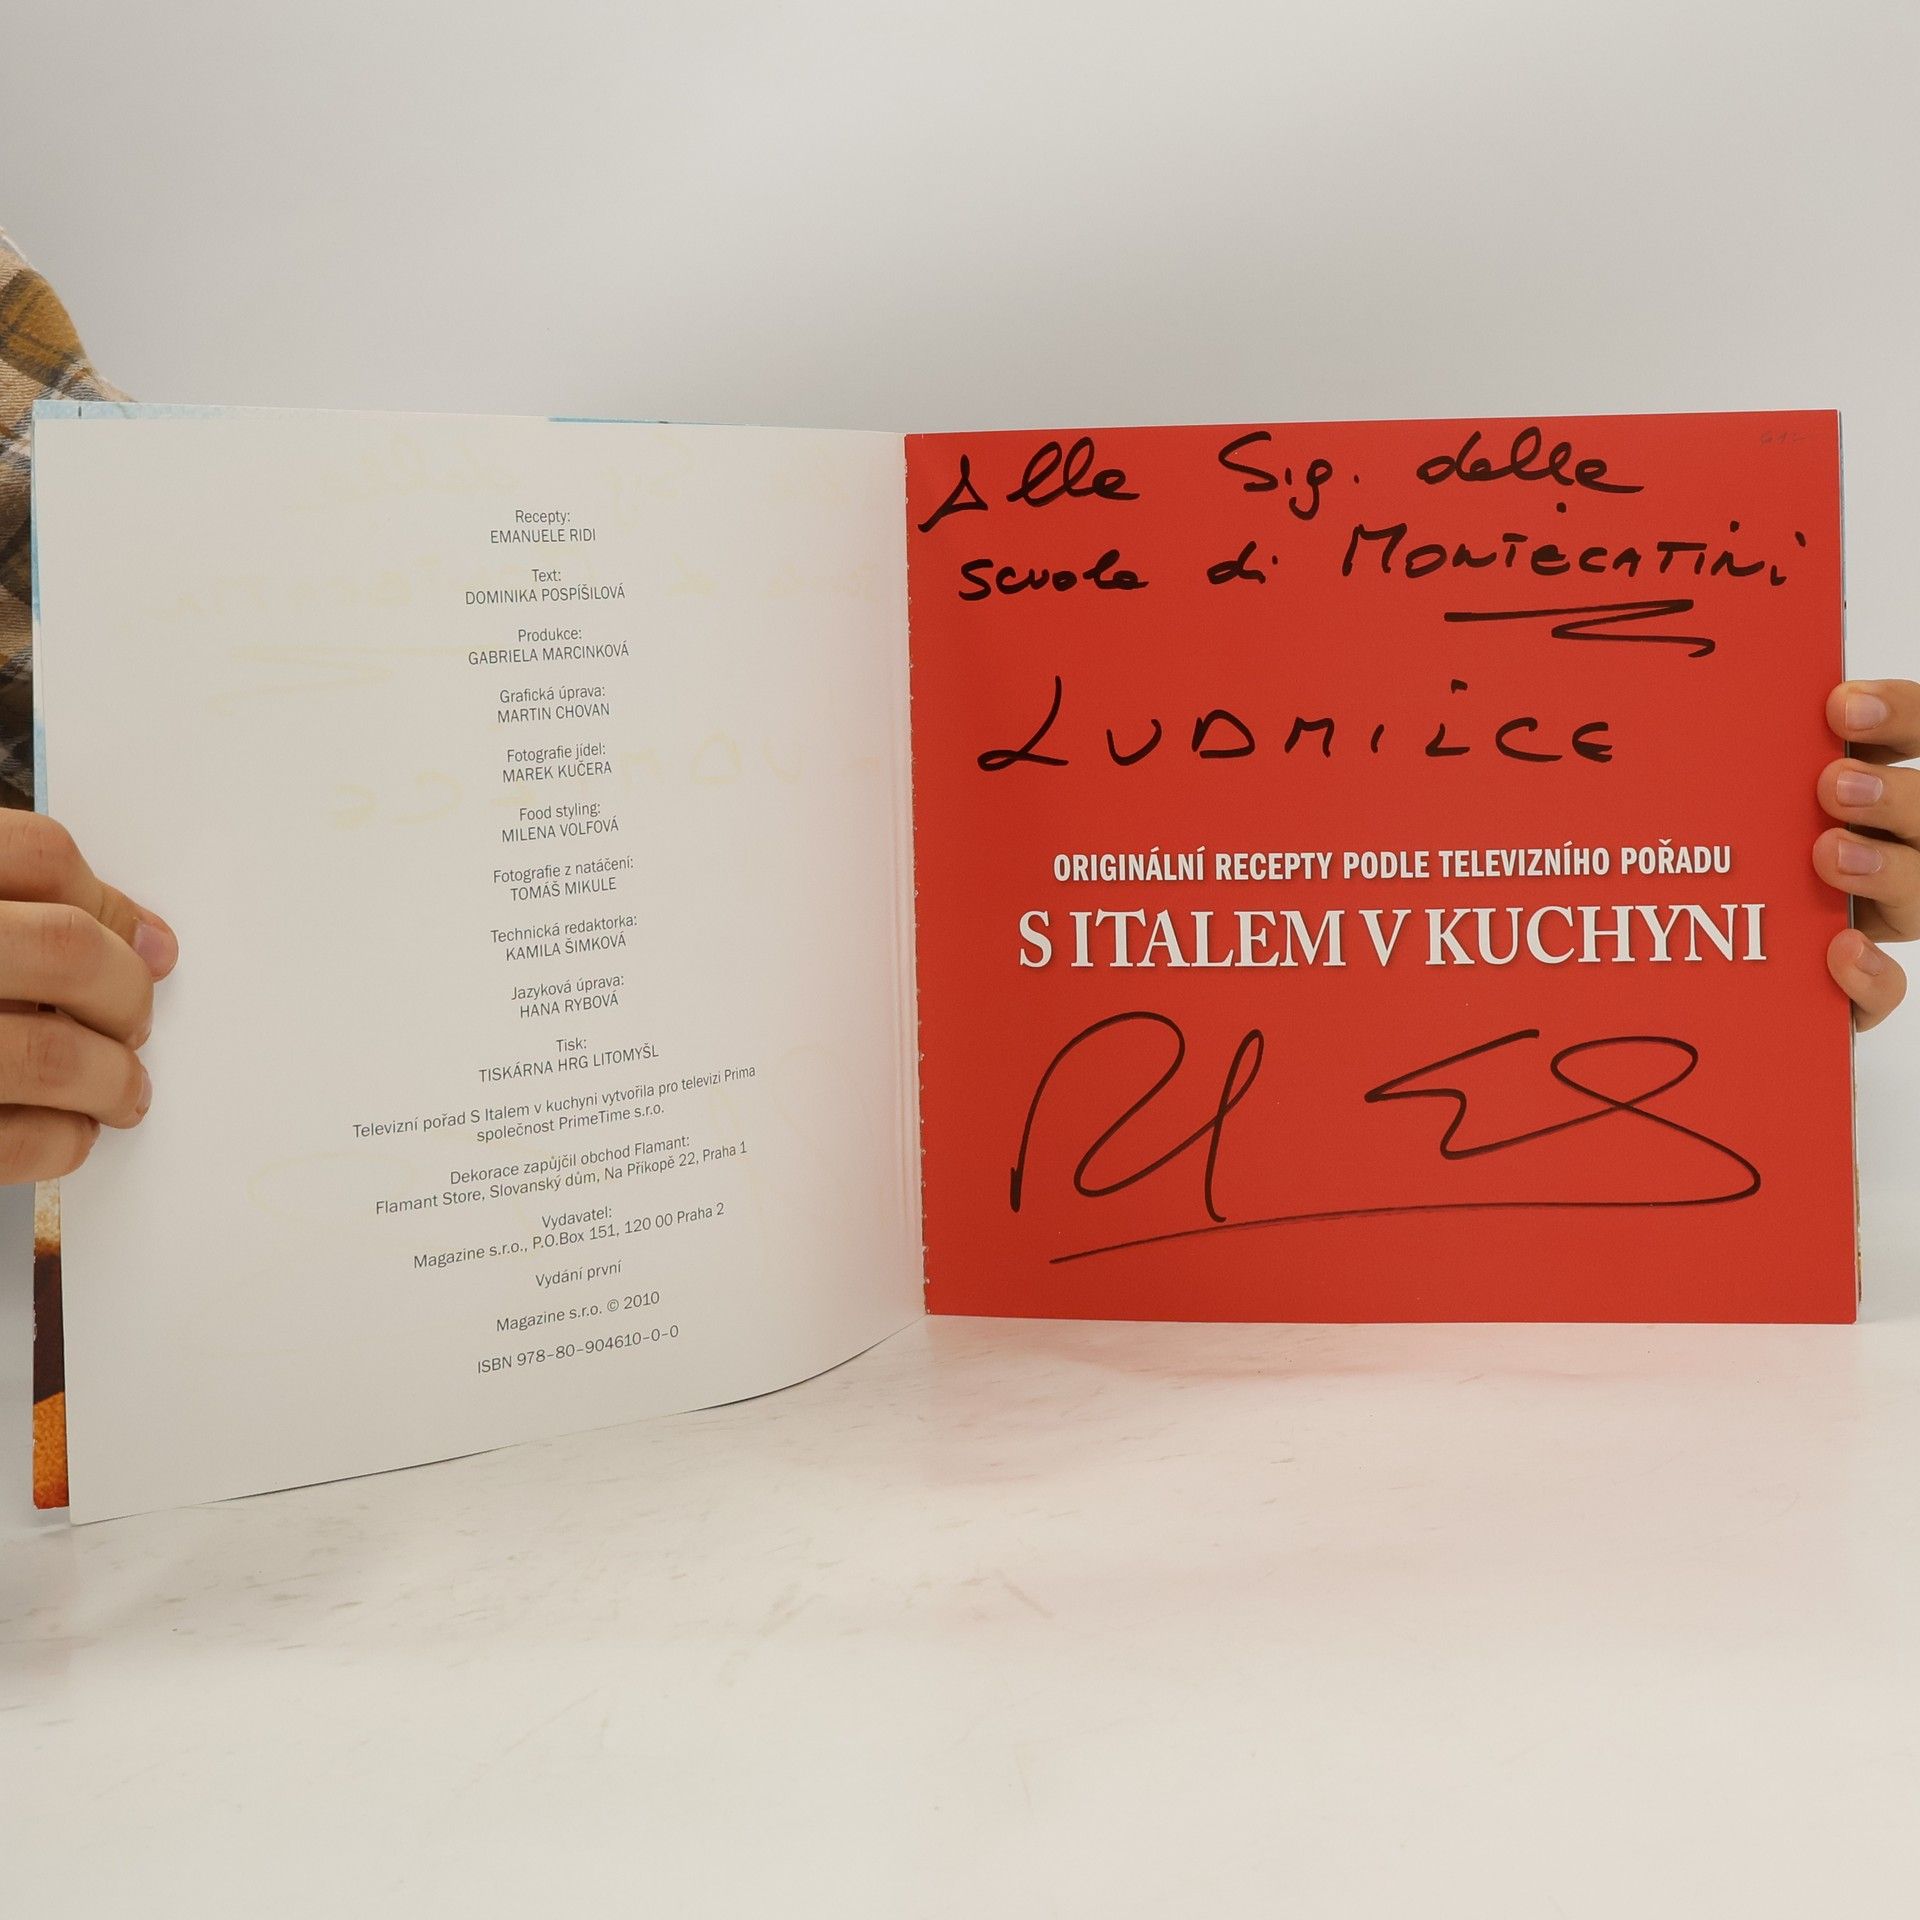 Recepty:
EMANUELE RIDI
Text:
DOMINIKA POSPÍŠILOVÁ
Produkce:
GABRIELA MARCINKOVÁ
Grafická úprava:
MARTIN CHOVAN
Fotografie jídel:
MAREK KUČERA
Food styling:
MILENA VOLFOVÁ
Fotografie z natáčení:
TOMÁŠ MIKULE
Technická redaktorka:
KAMILA ŠIMKOVÁ
Jazyková úprava:
HANA RYBOVÁ
Tisk:
TISKÁRNA HRG LITOMYŠL
Televizní pořad S Italem v kuchyni vytvořila pro televizi Prima
společnost PrimeTime s.r.o.
Dekorace zapůjčil obchod Flamant:
Flamant Store, Slovanský dům, Na Příkopě 22, Praha 1
Vydavatel:
Magazine s.r.o., P.O.Box 151, 120 00 Praha 2
Vydání první
Magazine s.r.o. © 2010
ISBN 978-80-904610-0-0
Alla Sig. della
scuola di MONTECATINI
LUDMILCE
ORIGINÁLNÍ RECEPTY PODLE TELEVIZNÍHO POŘADU
S ITALEM V KUCHYNI